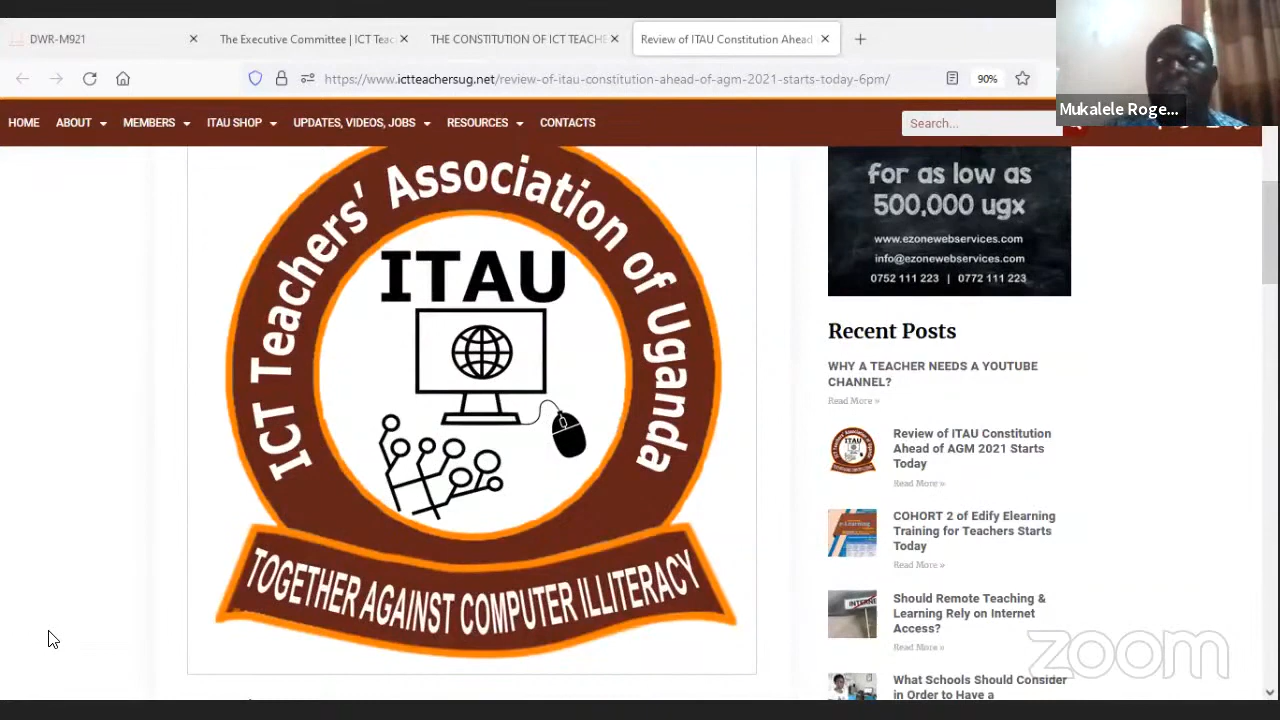 DWR-M921
The Executive Committee | ICT Teac
THE CONSTITUTION OF ICT TEACHE
Review of ITAU Constitution Ahead
https://www.ictteachersug.net/review-of-itau-constitution-ahead-of-agm-2021-starts-today-6pm/
90%
Mukalele Roge...
HOME
ABOUT
MEMBERS
ITAU SHOP
UPDATES, VIDEOS, JOBS
RESOURCES
CONTACTS
Search...
ICT Teachers' Association of Uganda
ITAU
TOGETHER AGAINST COMPUTER ILLITERACY
for as low as
500,000 ugx
www.ezonewebservices.com
info@ezonewebservices.com
0752 111 223 | 0772 111 223
Recent Posts
WHY A TEACHER NEEDS A YOUTUBE
CHANNEL?
Read More »
Review of ITAU Constitution
Ahead of AGM 2021 Starts
Today
Read More »
COHORT 2 of Edify Elearning
Training for Teachers Starts
Today
Read More »
Should Remote Teaching &
Learning Rely on Internet
Access?
Read More »
What Schools Should Consider
in Order to Have a
zoom